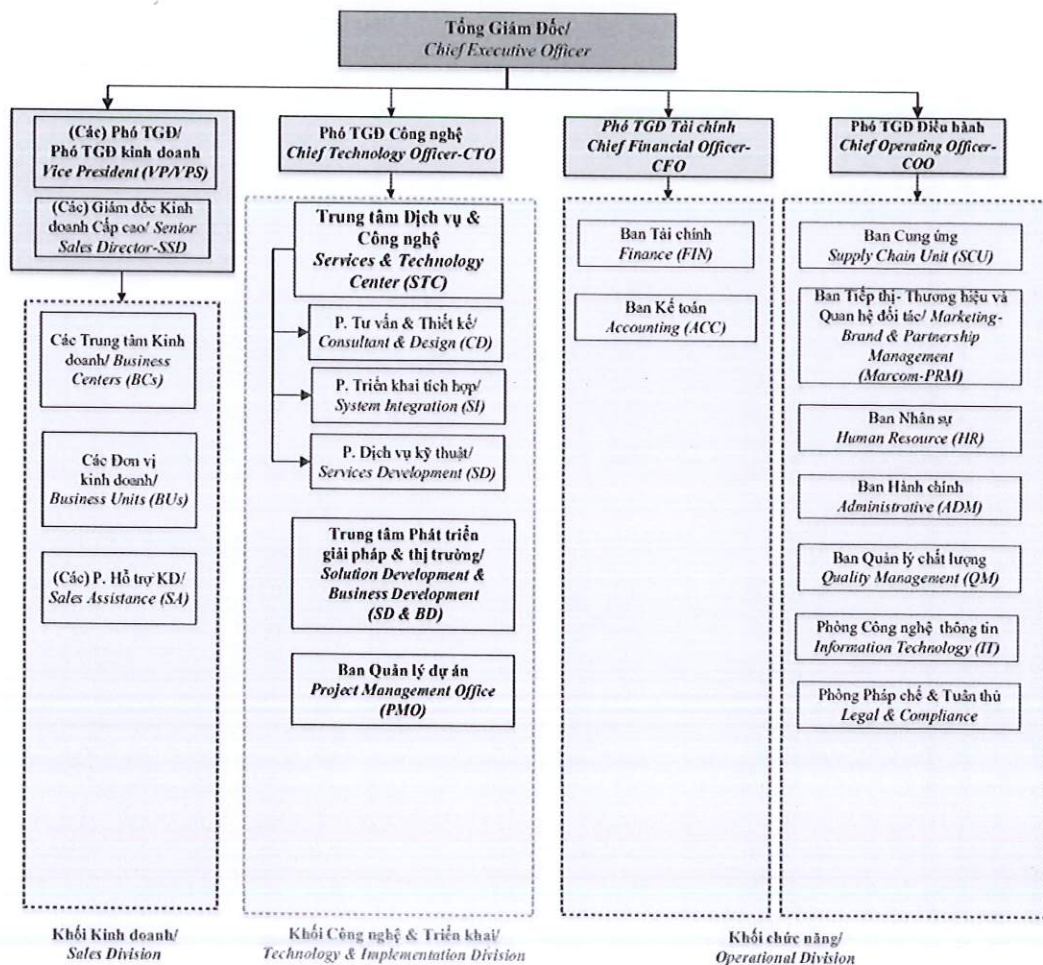 Tổng Giám Đốc/
Chief Executive Officer
(Các) Phó TGĐ/
Phó TGĐ kinh doanh
Vice President (VP/VPS)
(Các) Giám đốc Kinh
doanh Cấp cao/ Senior
Sales Director-SSD
Các Trung tâm Kinh
doanh/ Business
Centers (BCs)
Các Đơn vị
kinh doanh/
Business Units (BUs)
(Các) P. Hỗ trợ KD/
Sales Assistance (SA)
Khối Kinh doanh/
Sales Division
Phó TGĐ Công nghệ
Chief Technology Officer-CTO
Trung tâm Dịch vụ &
Công nghệ
Services & Technology
Center (STC)
P. Tư vấn & Thiết kế/
Consultant & Design (CD)
P. Triển khai tích hợp/
System Integration (SI)
P. Dịch vụ kỹ thuật/
Services Development (SD)
Trung tâm Phát triển
giải pháp & thị trường/
Solution Development &
Business Development
(SD & BD)
Ban Quản lý dự án
Project Management Office
(PMO)
Khối Công nghệ & Triển khai/
Technology & Implementation Division
Phó TGĐ Tài chính
Chief Financial Officer-
CFO
Ban Tài chính
Finance (FIN)
Ban Kế toán
Accounting (ACC)
Phó TGĐ Điều hành
Chief Operating Officer-
COO
Ban Cung ứng
Supply Chain Unit (SCU)
Ban Tiếp thị- Thương hiệu và
Quan hệ đối tác/ Marketing-
Brand & Partnership
Management
(Marcom-PRM)
Ban Nhân sự
Human Resource (HR)
Ban Hành chính
Administrative (ADM)
Ban Quản lý chất lượng
Quality Management (QM)
Phòng Công nghệ thông tin
Information Technology (IT)
Phòng Pháp chế & Tuân thủ
Legal & Compliance
Khối chức năng/
Operational Division